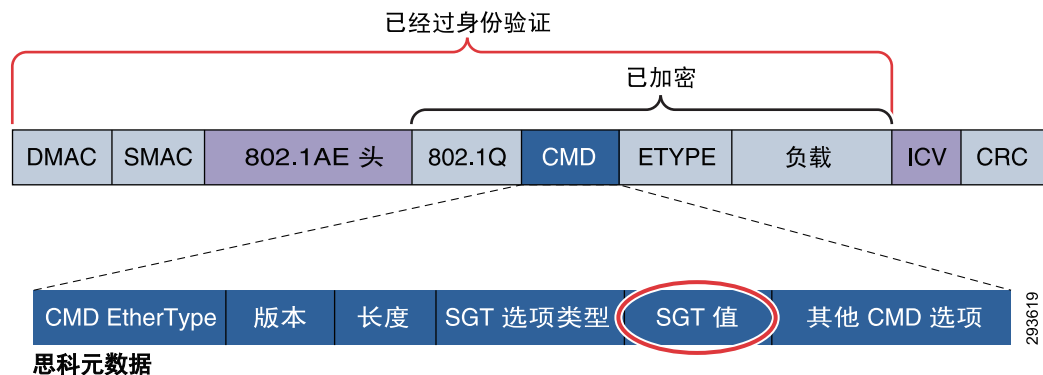 已经过身份验证
已加密
DMAC SMAC 802.1AE 头 802.1Q CMD ETYPE 负载 ICV CRC
CMD EtherType 版本 长度 SGT 选项类型 SGT 值 其他 CMD 选项
293619
思科元数据